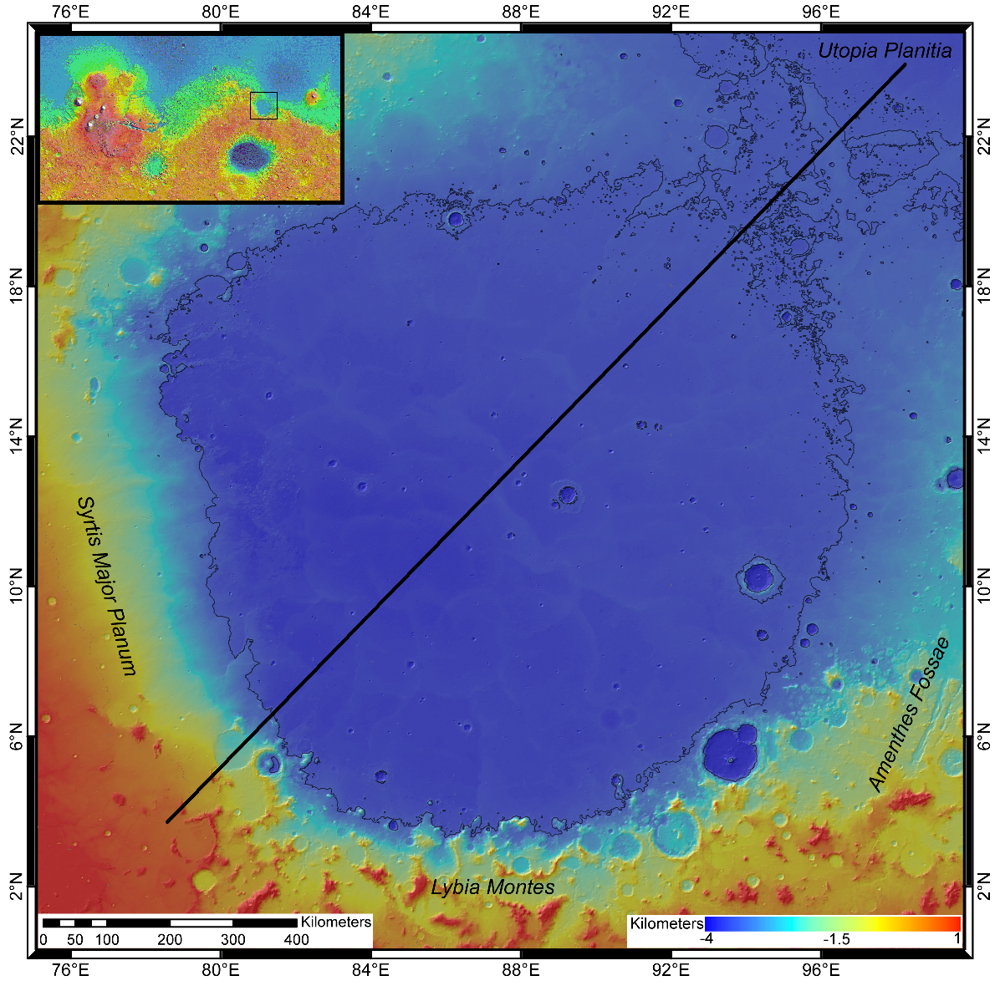 76°E 80°E 84°E 88°E 92°E 96°E
Utopia Planitia
22°N 22°N
18°N 18°N
14°N 14°N
Syrtis Major Planum
10°N 10°N
Amenthes Fossae
6°N 6°N
Lybia Montes
2°N 2°N
Kilometers
0 50 100 200 300 400
Kilometers
-4 -1.5 1
76°E 80°E 84°E 88°E 92°E 96°E